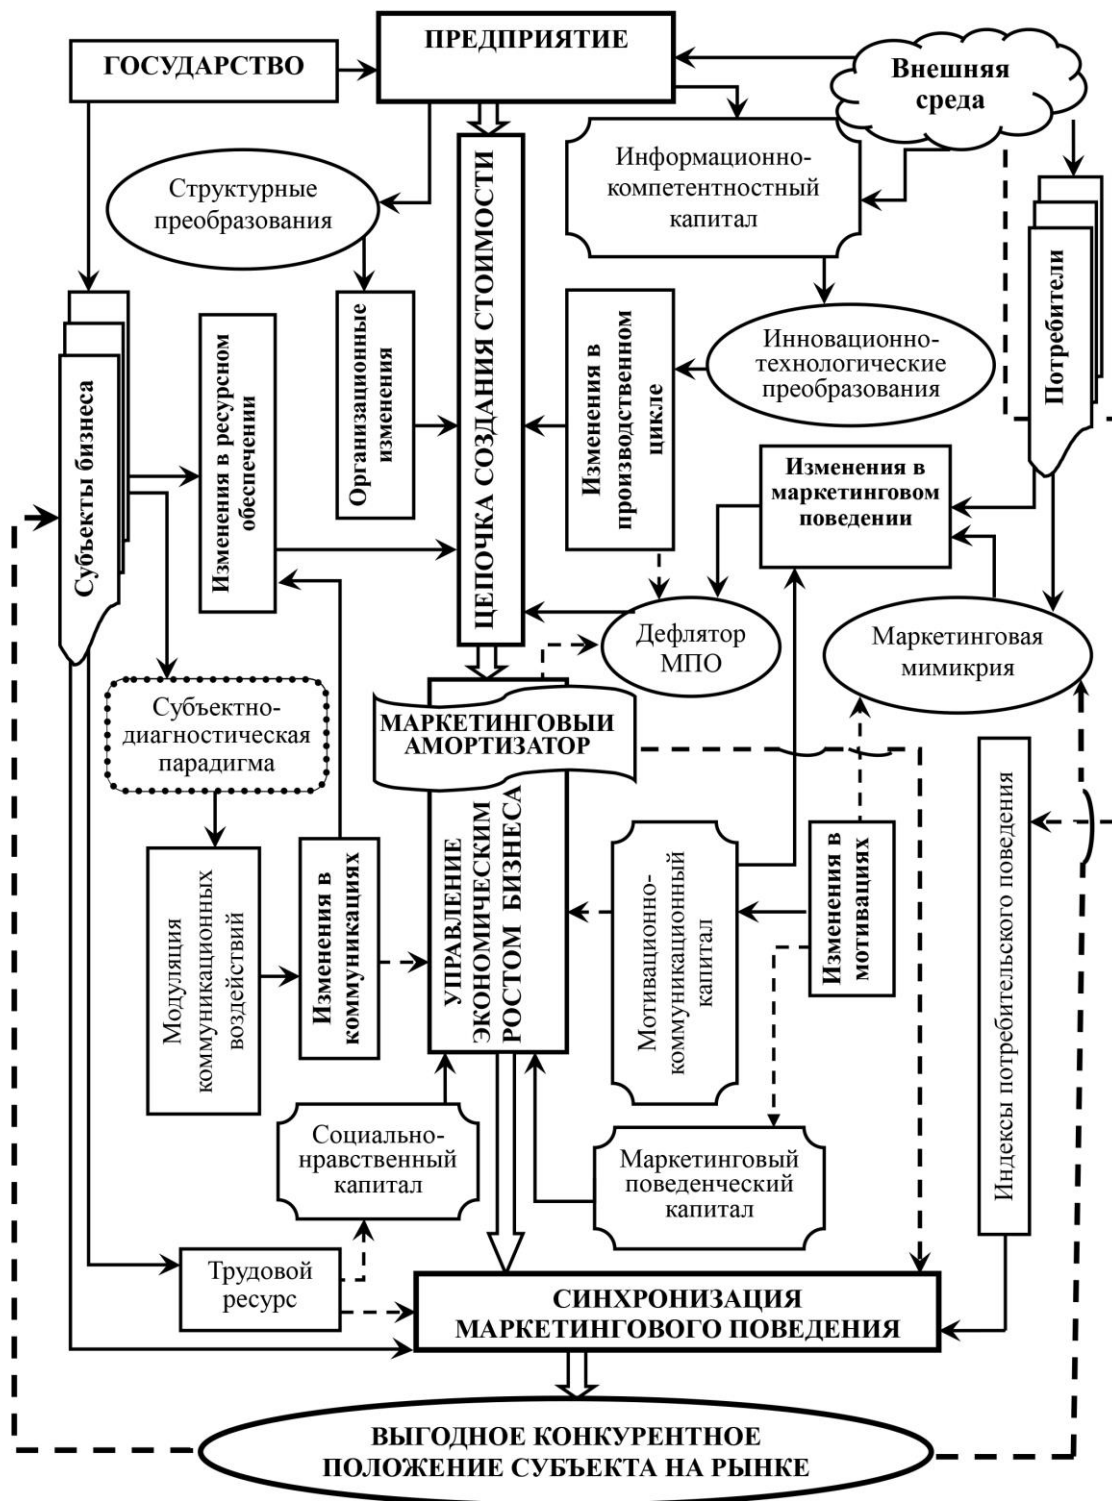 ПРЕДПРИЯТИЕ
ГОСУДАРСТВО
Внешняя
среда
Структурные
преобразования
Информационно-
компетентностный
капитал
ЦЕПОЧКА СОЗДАНИЯ СТОИМОСТИ
Субъекты бизнеса
Изменения в ресурсном
обеспечении
Организационные
изменения
Изменения в
производственном
цикле
Инновационно-
технологические
преобразования
Потребители
Изменения в
маркетинговом
поведении
Дефлятор
МПО
Маркетинговая
мимикрия
Субъектно-
диагностическая
парадигма
МАРКЕТИНГОВЫИ
АМОРТИЗАТОР
УПРАВЛЕНИЕ
ЭКОНОМИЧЕСКИМ
РОСТОМ БИЗНЕСА
Модуляция
коммуникационных
воздействий
Изменения в
коммуникациях
Мотивационно-
коммуникационный
капитал
Изменения в
мотивациях
Индексы потребительского поведения
Социально-
нравственный
капитал
Маркетинговый
поведенческий
капитал
Трудовой
ресурс
СИНХРОНИЗАЦИЯ
МАРКЕТИНГОВОГО ПОВЕДЕНИЯ
ВЫГОДНОЕ КОНКУРЕНТНОЕ
ПОЛОЖЕНИЕ СУБЪЕКТА НА РЫНКЕ